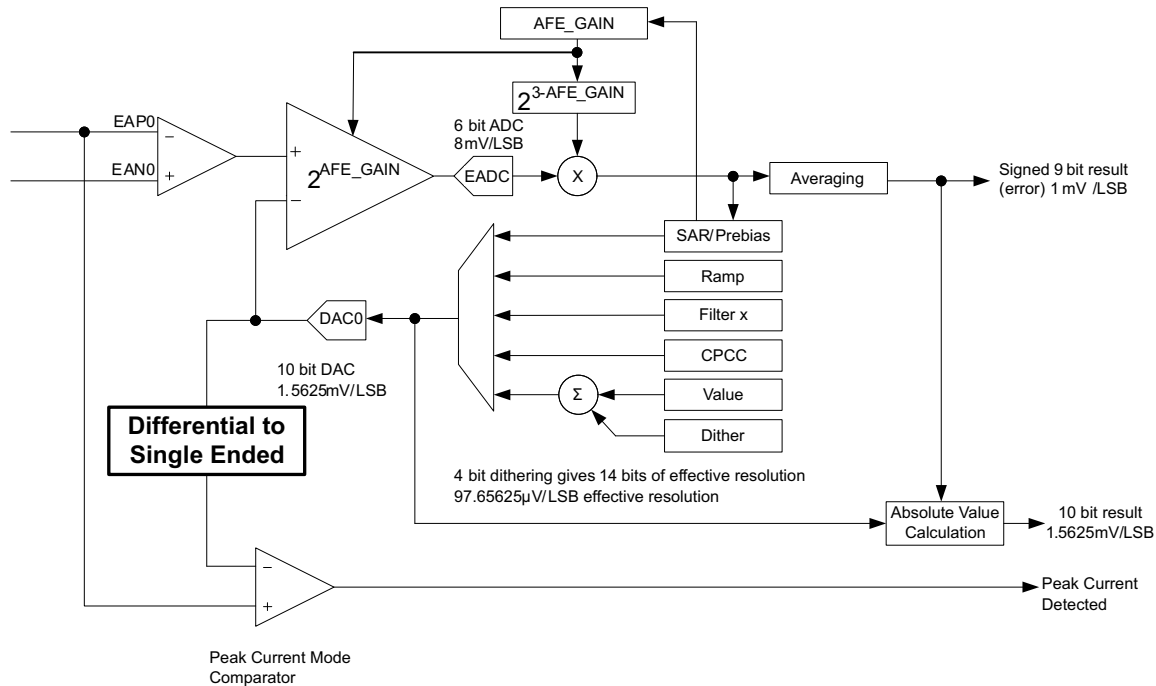 AFE_GAIN
2^3-AFE_GAIN
6 bit ADC
8mV/LSB
EAP0
−
EAN0
+
+
2^AFE_GAIN
−
EADC
X
Averaging
Signed 9 bit result
(error) 1 mV /LSB
SAR/Prebias
Ramp
DAC0
Filter x
10 bit DAC
1.5625mV/LSB
CPCC
Σ
Value
Dither
Differential to
Single Ended
4 bit dithering gives 14 bits of effective resolution
97.65625µV/LSB effective resolution
Absolute Value
Calculation
10 bit result
1.5625mV/LSB
−
+
Peak Current
Detected
Peak Current Mode
Comparator